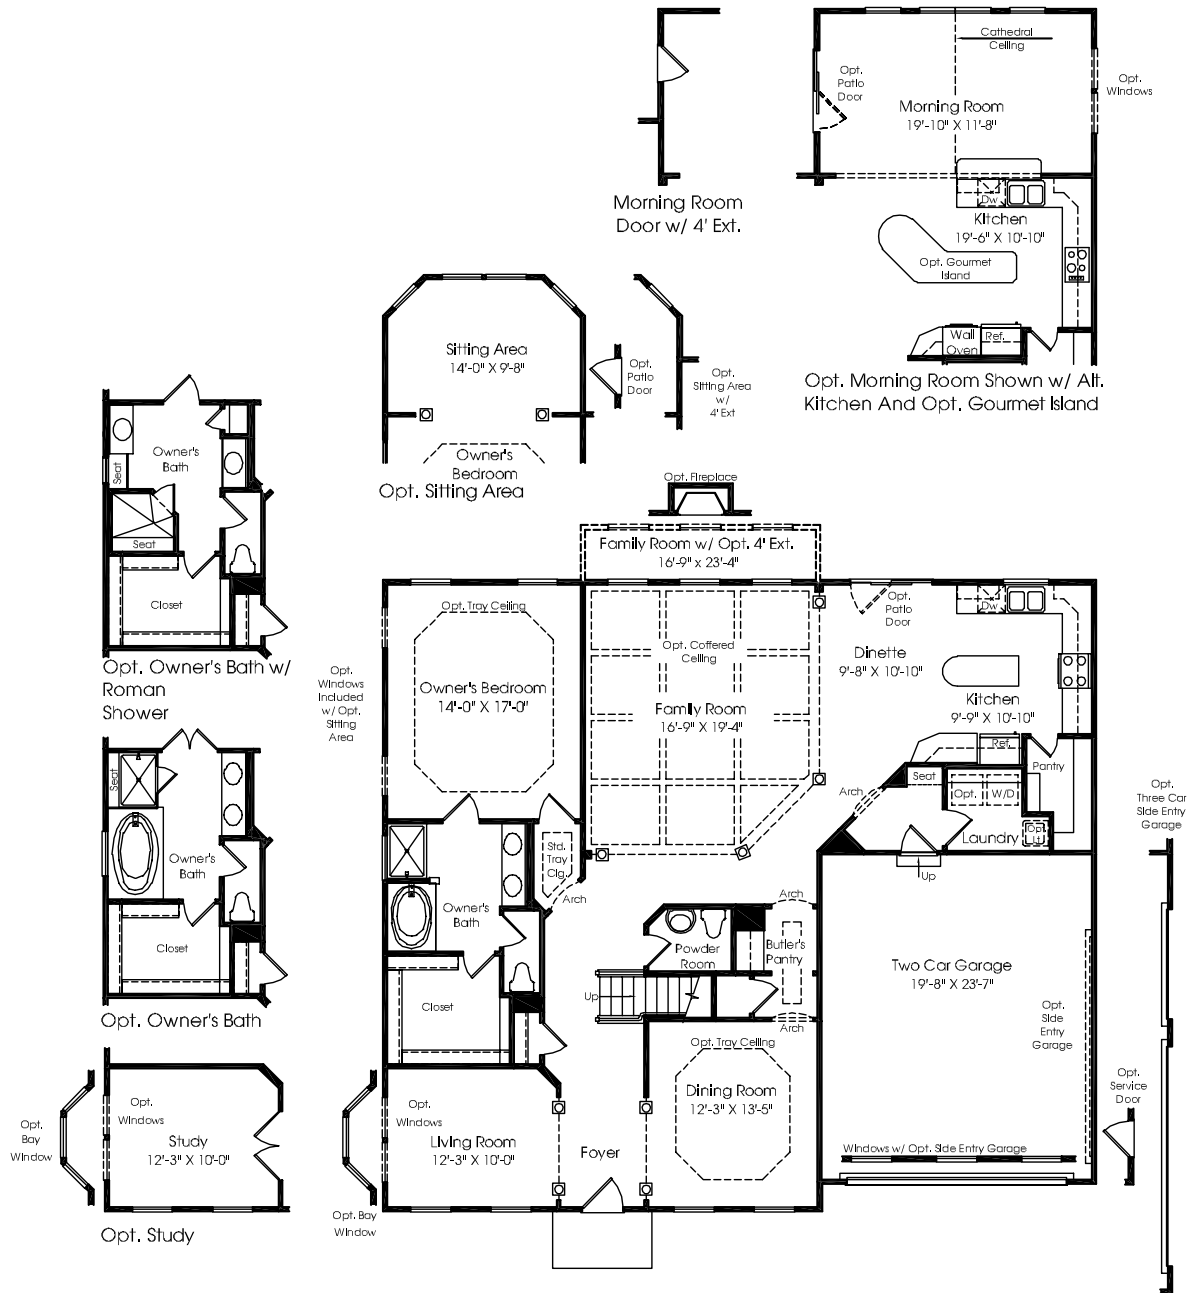 Cathedral
Ceiling
Opt.
Patio
Door
Opt.
Windows
Morning Room
19'-10" X 11'-8"
Morning Room
Door w/ 4' Ext.
Dw
Kitchen
19'-6" X 10'-10"
Opt. Gourmet
Island
Wall
Oven
Ref.
Opt. Morning Room Shown w/ Alt.
Kitchen And Opt. Gourmet Island
Sitting Area
14'-0" X 9'-8"
Opt.
Patio
Door
Opt.
Sitting Area
w/
4' Ext
Owner's
Bedroom
Opt. Sitting Area
Owner's
Bath
Seat
Seat
Closet
Opt. Owner's Bath w/
Roman
Shower
Opt. Fireplace
Family Room w/ Opt. 4' Ext.
16'-9" x 23'-4"
Opt. Tray Ceiling
Opt.
Windows
Included
w/ Opt.
Sitting
Area
Owner's Bedroom
14'-0" X 17'-0"
Opt. Coffered
Ceiling
Family Room
16'-9" X 19'-4"
Opt.
Patio
Door
Dw
Dinette
9'-8" X 10'-10"
Kitchen
9'-9" X 10'-10"
Ref.
Pantry
Seat
Arch
Opt.
W/D
Laundry
Opt.
L.T.
Up
Opt.
Three Car
Side Entry
Garage
Seat
Owner's
Bath
Closet
Opt. Owner's Bath
Std.
Tray
Clg.
Arch
Owner's
Bath
Closet
Powder
Room
Arch
Butler's
Pantry
Up
Arch
Two Car Garage
19'-8" X 23'-7"
Opt.
Side
Entry
Garage
Opt.
Service
Door
Opt.
Bay
Window
Opt.
Windows
Study
12'-3" X 10'-0"
Opt. Study
Opt.
Windows
Living Room
12'-3" X 10'-0"
Opt. Bay
Window
Foyer
Opt. Tray Ceiling
Dining Room
12'-3" X 13'-5"
Windows w/ Opt. Side Entry Garage